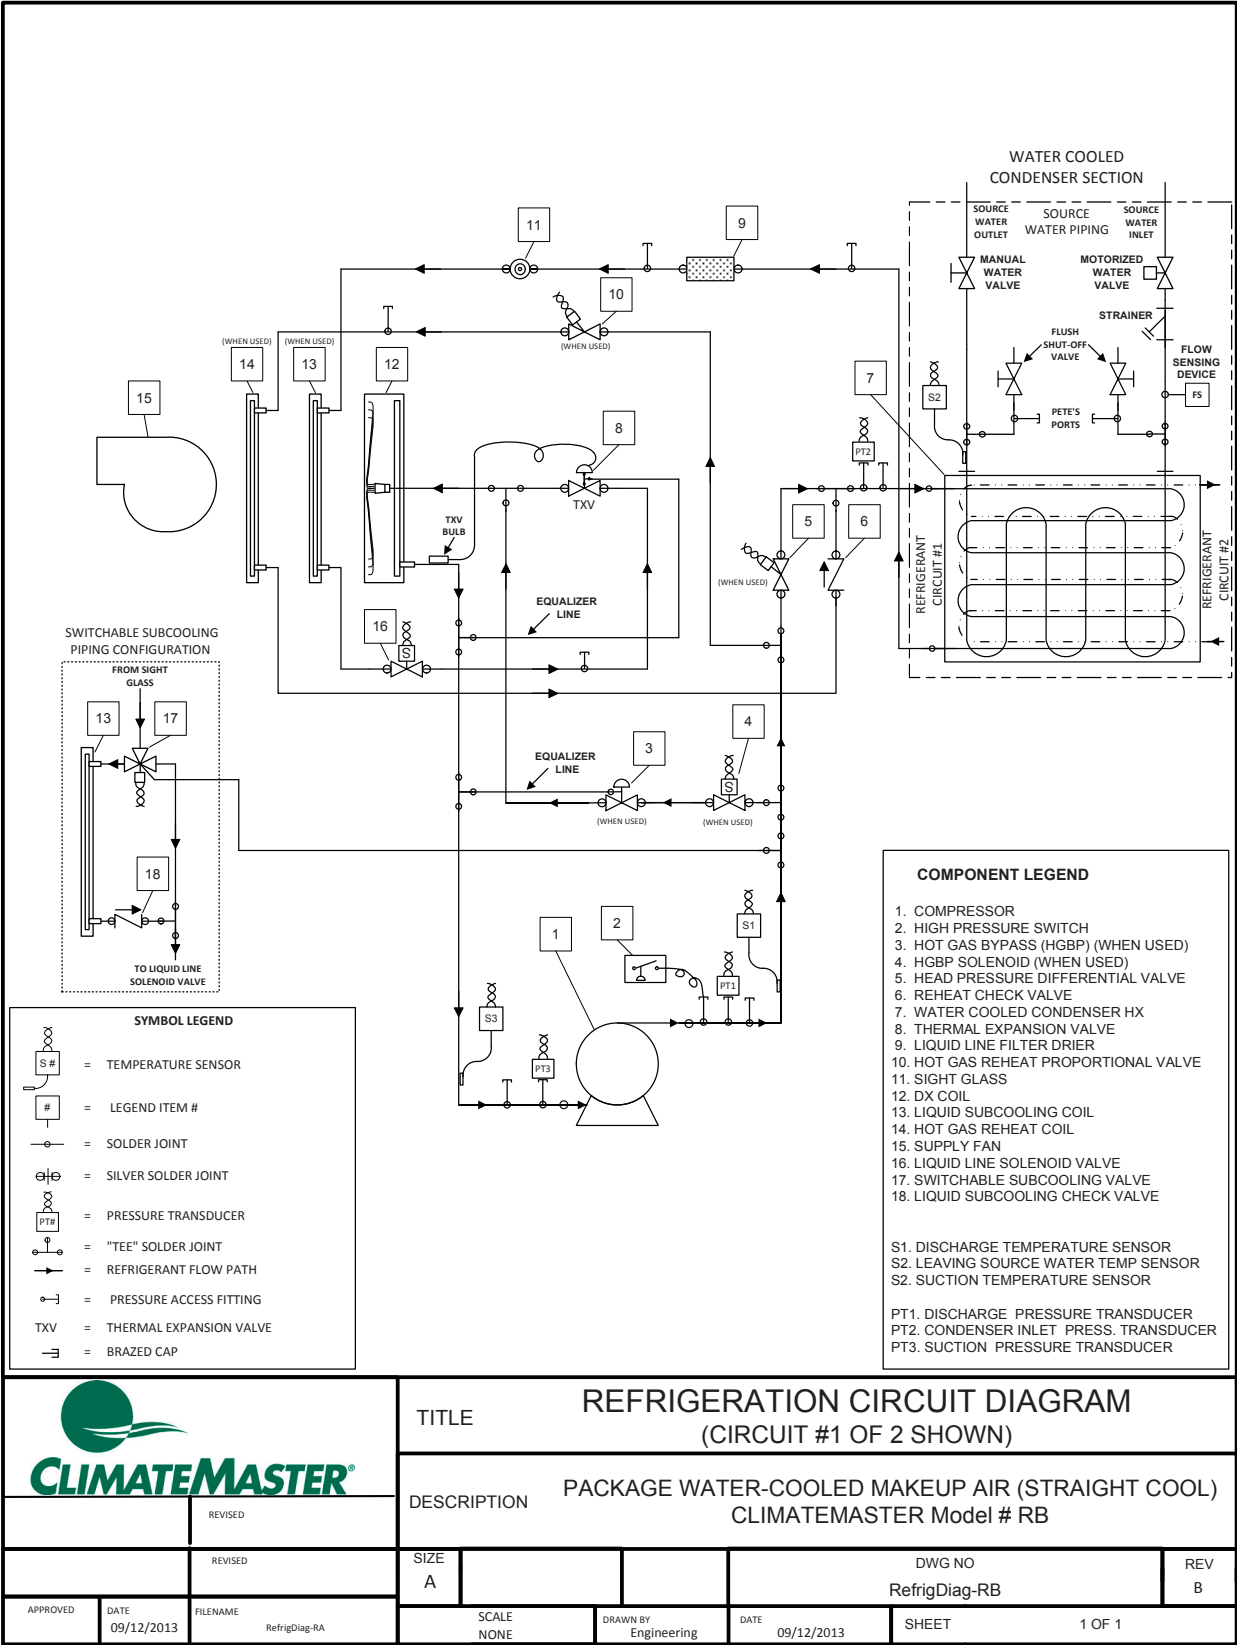 WATER COOLED
CONDENSER SECTION
SOURCE
WATER
OUTLET
SOURCE
WATER PIPING
SOURCE
WATER
INLET
MANUAL
WATER
VALVE
MOTORIZED
WATER
VALVE
STRAINER
FLUSH
SHUT-OFF
VALVE
FLOW
SENSING
DEVICE
FS
PETE'S
PORTS
S2
7
REFRIGERANT
CIRCUIT #1
REFRIGERANT
CIRCUIT #2
11
9
10
(WHEN USED)
(WHEN USED)
(WHEN USED)
14
13
12
15
8
TXV
TXV
BULB
PT2
5
6
(WHEN USED)
EQUALIZER
LINE
16
S
SWITCHABLE SUBCOOLING
PIPING CONFIGURATION
FROM SIGHT
GLASS
13
17
18
TO LIQUID LINE
SOLENOID VALVE
EQUALIZER
LINE
3
4
S
(WHEN USED)
(WHEN USED)
1
2
S1
PT1
S3
PT3
SYMBOL LEGEND
S # = TEMPERATURE SENSOR
# = LEGEND ITEM #
= SOLDER JOINT
= SILVER SOLDER JOINT
PT# = PRESSURE TRANSDUCER
= "TEE" SOLDER JOINT
= REFRIGERANT FLOW PATH
= PRESSURE ACCESS FITTING
TXV = THERMAL EXPANSION VALVE
= BRAZED CAP
COMPONENT LEGEND
1. COMPRESSOR
2. HIGH PRESSURE SWITCH
3. HOT GAS BYPASS (HGBP) (WHEN USED)
4. HGBP SOLENOID (WHEN USED)
5. HEAD PRESSURE DIFFERENTIAL VALVE
6. REHEAT CHECK VALVE
7. WATER COOLED CONDENSER HX
8. THERMAL EXPANSION VALVE
9. LIQUID LINE FILTER DRIER
10. HOT GAS REHEAT PROPORTIONAL VALVE
11. SIGHT GLASS
12. DX COIL
13. LIQUID SUBCOOLING COIL
14. HOT GAS REHEAT COIL
15. SUPPLY FAN
16. LIQUID LINE SOLENOID VALVE
17. SWITCHABLE SUBCOOLING VALVE
18. LIQUID SUBCOOLING CHECK VALVE
S1. DISCHARGE TEMPERATURE SENSOR
S2. LEAVING SOURCE WATER TEMP SENSOR
S2. SUCTION TEMPERATURE SENSOR
PT1. DISCHARGE PRESSURE TRANSDUCER
PT2. CONDENSER INLET PRESS. TRANSDUCER
PT3. SUCTION PRESSURE TRANSDUCER
CLIMATEMASTER®
REVISED
REVISED
APPROVED
DATE
09/12/2013
FILENAME
RefrigDiag-RA
TITLE
REFRIGERATION CIRCUIT DIAGRAM
(CIRCUIT #1 OF 2 SHOWN)
DESCRIPTION
PACKAGE WATER-COOLED MAKEUP AIR (STRAIGHT COOL)
CLIMATEMASTER Model # RB
SIZE
A
DWG NO
RefrigDiag-RB
REV
B
SCALE
NONE
DRAWN BY
Engineering
DATE
09/12/2013
SHEET
1 OF 1